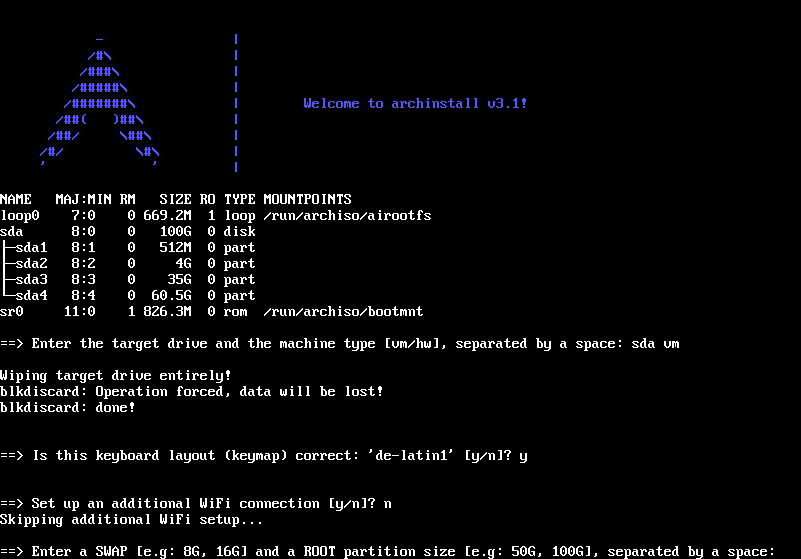 _ |
/#\ |
/###\ |
/#####\ |
/#######\ | Welcome to archinstall v3.1!
/##( )##\ |
/##/ \##\ |
/#/ \#\ |
' ' |
NAME MAJ:MIN RM SIZE RO TYPE MOUNTPOINTS
loop0 7:0 0 669.2M 1 loop /run/archiso/airootfs
sda 8:0 0 100G 0 disk
├─sda1 8:1 0 512M 0 part
├─sda2 8:2 0 4G 0 part
├─sda3 8:3 0 35G 0 part
└─sda4 8:4 0 60.5G 0 part
sr0 11:0 1 826.3M 0 rom /run/archiso/bootmnt
==> Enter the target drive and the machine type [vm/hw], separated by a space: sda vm
Wiping target drive entirely!
blkdiscard: Operation forced, data will be lost!
blkdiscard: done!
==> Is this keyboard layout (keymap) correct: 'de-latin1' [y/n]? y
==> Set up an additional WiFi connection [y/n]? n
Skipping additional WiFi setup...
==> Enter a SWAP [e.g: 8G, 16G] and a ROOT partition size [e.g: 50G, 100G], separated by a space: